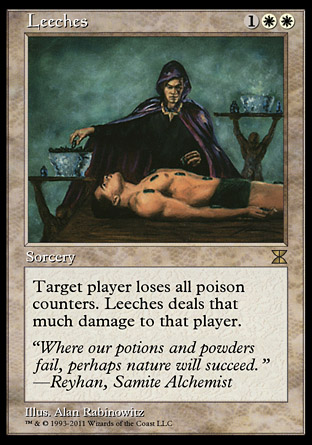 Leeches 1
Sorcery
Target player loses all poison
counters. Leeches deals that
much damage to that player.
“Where our potions and powders
fail, perhaps nature will succeed.”
—Reyhan, Samite Alchemist
Illus. Alan Rabinowitz
™ & © 1993-2011 Wizards of the Coast LLC